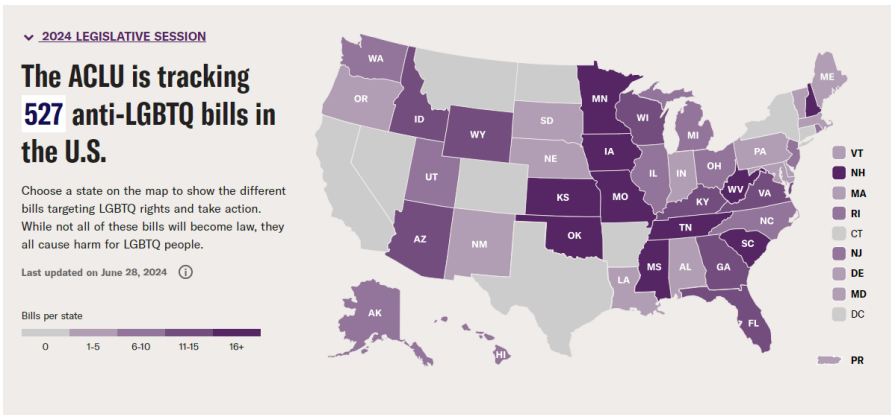 2024 LEGISLATIVE SESSION
The ACLU is tracking
527 anti-LGBTQ bills in
the U.S.
Choose a state on the map to show the different
bills targeting LGBTQ rights and take action.
While not all of these bills will become law, they
all cause harm for LGBTQ people.
Last updated on June 28, 2024
Bills per state
0 1-5 6-10 11-15 16+
WA
OR
ID
WY
UT
AZ
NM
SD
NE
KS
OK
MN
IA
MO
WI
IL
IN
MI
OH
KY
TN
MS
AL
LA
GA
FL
SC
NC
VA
WV
PA
ME
AK
HI
VT
NH
MA
RI
CT
NJ
DE
MD
DC
PR